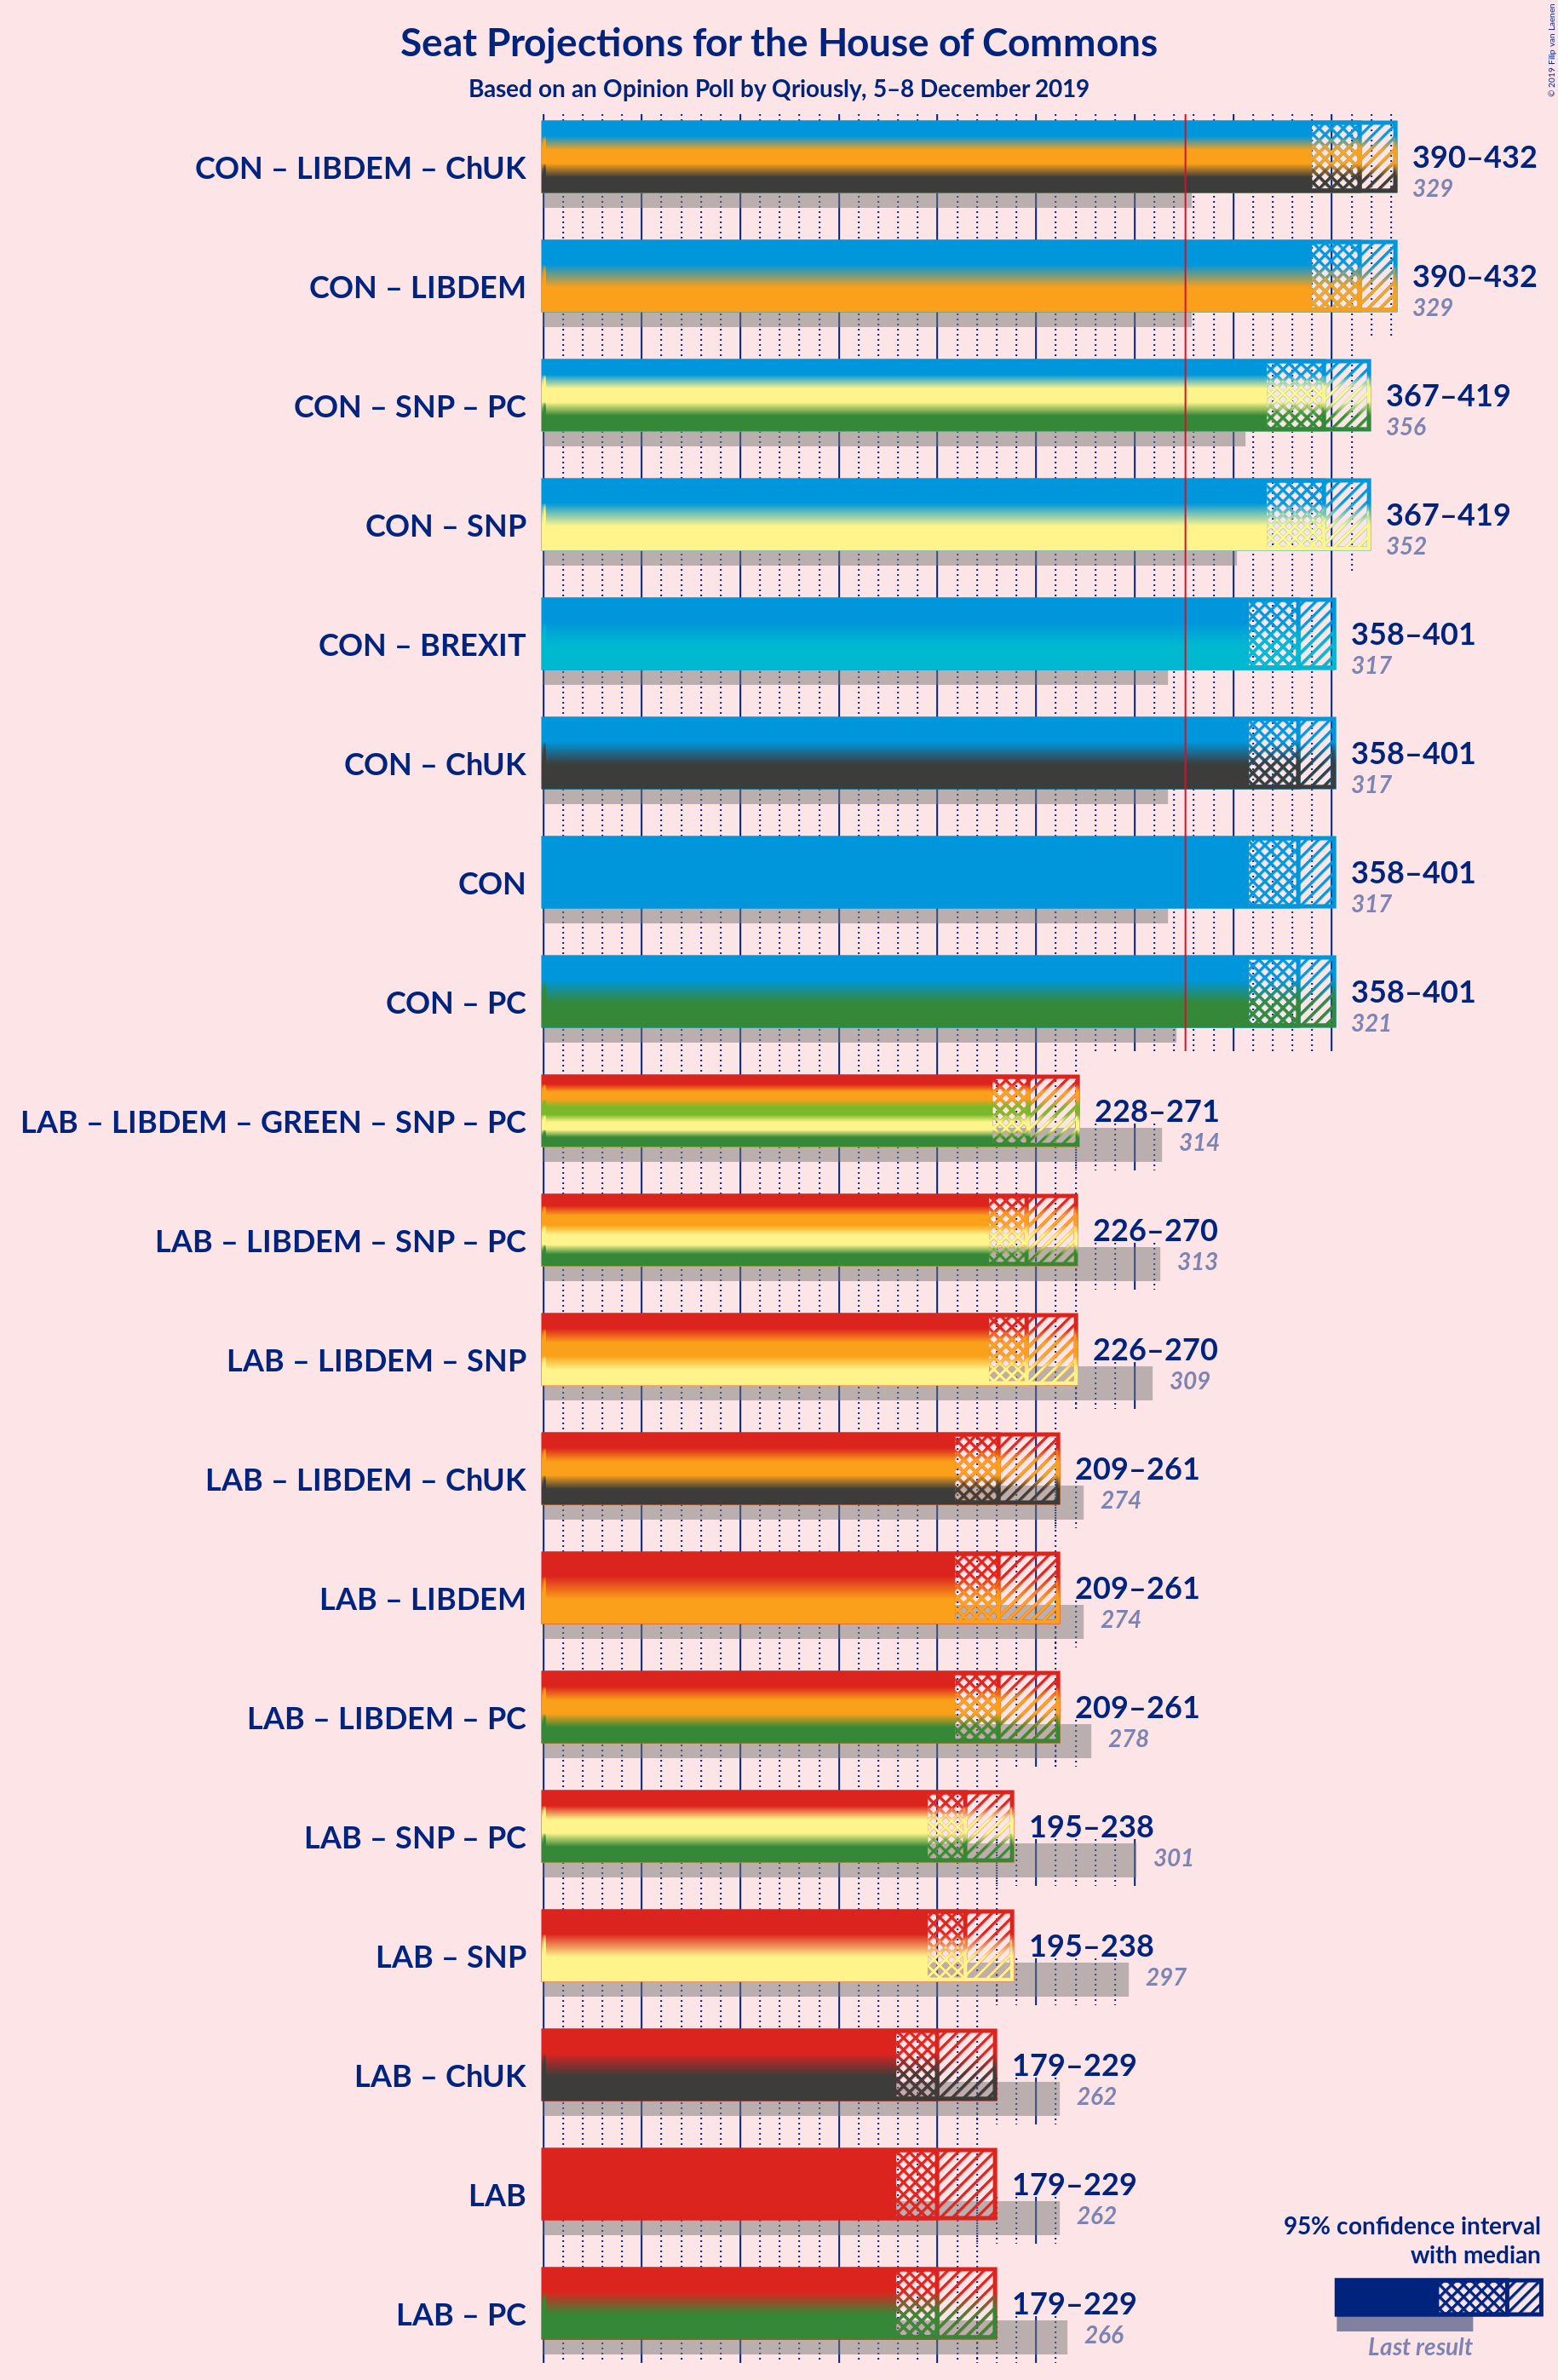 Seat Projections for the House of Commons
Based on an Opinion Poll by Qriously, 5–8 December 2019
© 2019 Filip van Laenen
CON – LIBDEM – ChUK
390–432
329
CON – LIBDEM
390–432
329
CON – SNP – PC
367–419
356
CON – SNP
367–419
352
CON – BREXIT
358–401
317
CON – ChUK
358–401
317
CON
358–401
317
CON – PC
358–401
321
LAB – LIBDEM – GREEN – SNP – PC
228–271
314
LAB – LIBDEM – SNP – PC
226–270
313
LAB – LIBDEM – SNP
226–270
309
LAB – LIBDEM – ChUK
209–261
274
LAB – LIBDEM
209–261
274
LAB – LIBDEM – PC
209–261
278
LAB – SNP – PC
195–238
301
LAB – SNP
195–238
297
LAB – ChUK
179–229
262
LAB
179–229
262
LAB – PC
179–229
266
95% confidence interval
with median
Last result